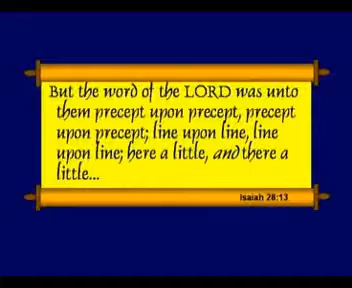 But the word of the LORD was unto
them precept upon precept, precept
upon precept; line upon line, line
upon line; here a little, and there a
little...
Isaiah 28:13